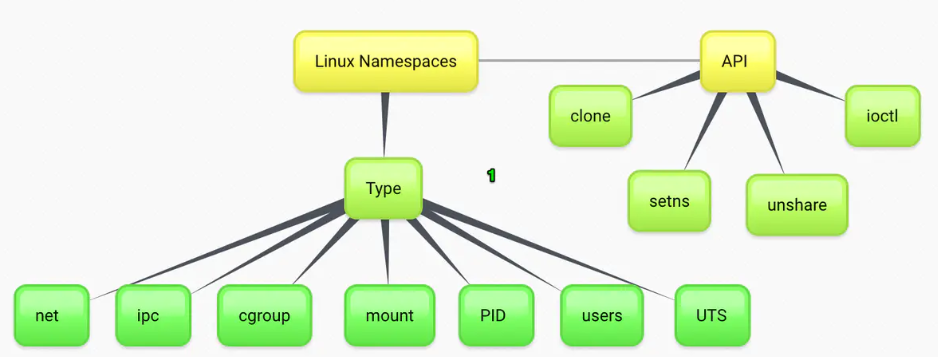 Linux Namespaces
API
clone
ioctl
Type
1
setns
unshare
net
ipc
cgroup
mount
PID
users
UTS